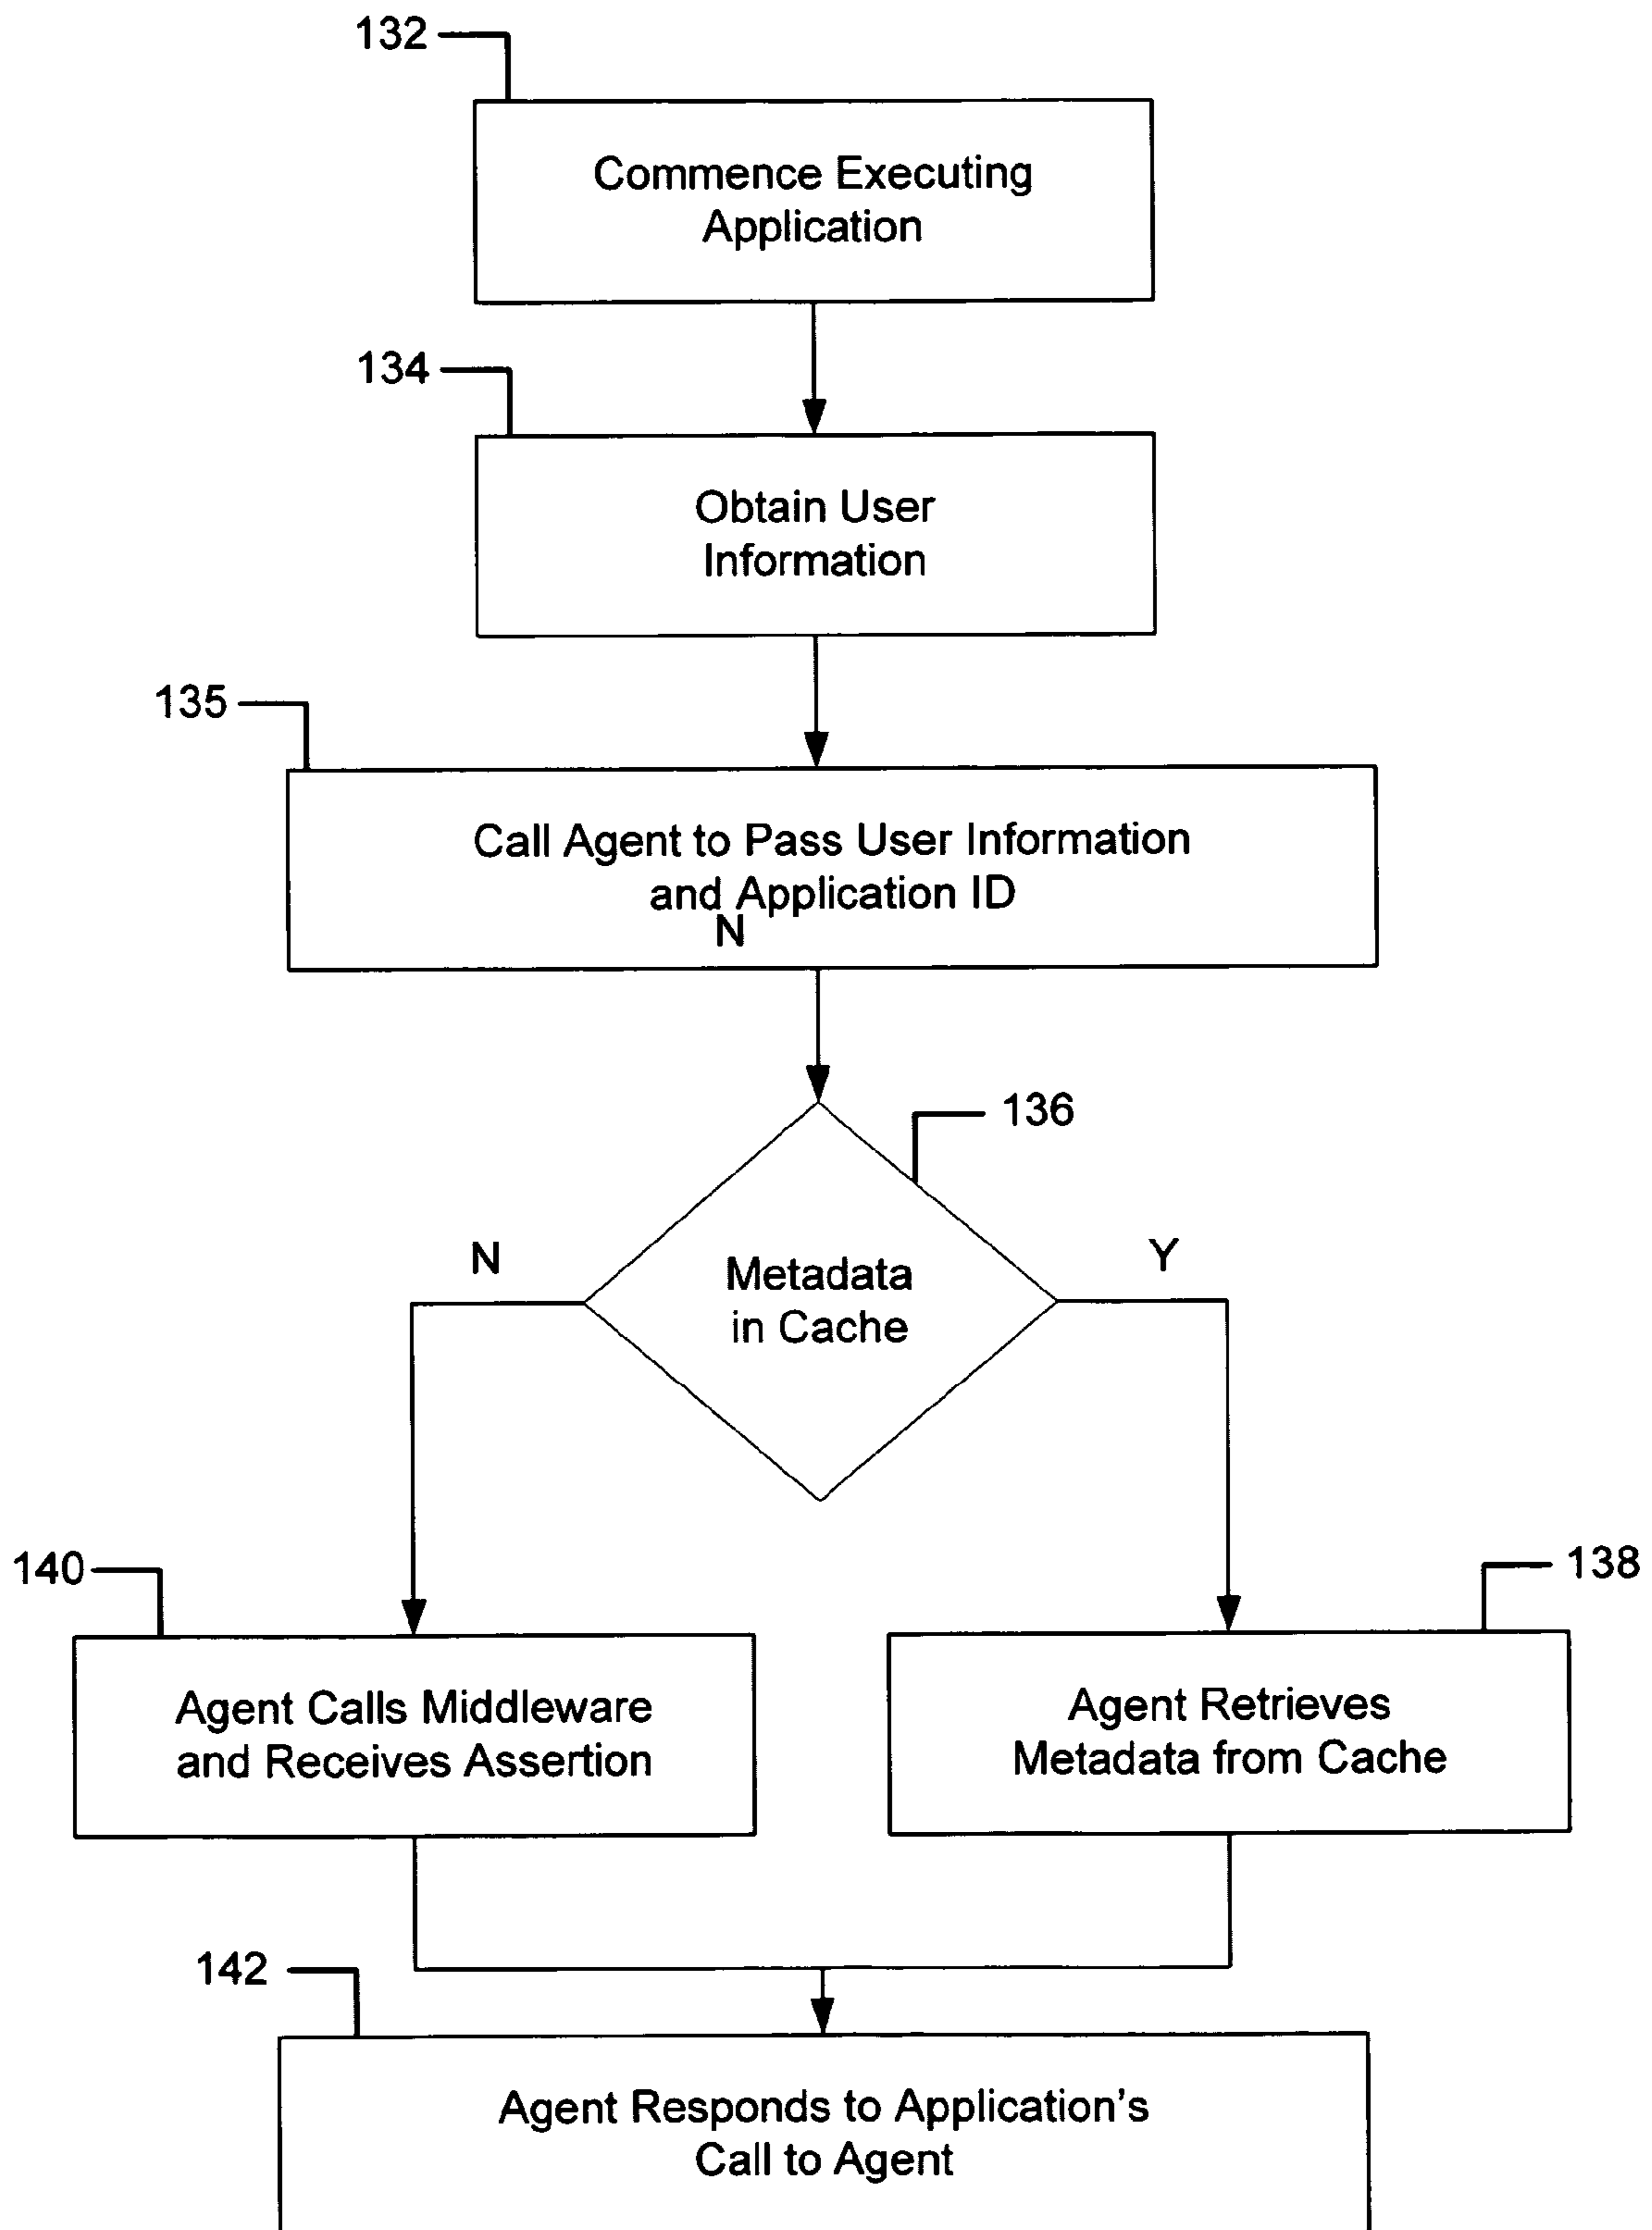 132
Commence Executing
Application
134
Obtain User
Information
135
Call Agent to Pass User Information
and Application ID
N
136
N
Y
Metadata
in Cache
140
138
Agent Calls Middleware
and Receives Assertion
Agent Retrieves
Metadata from Cache
142
Agent Responds to Application's
Call to Agent